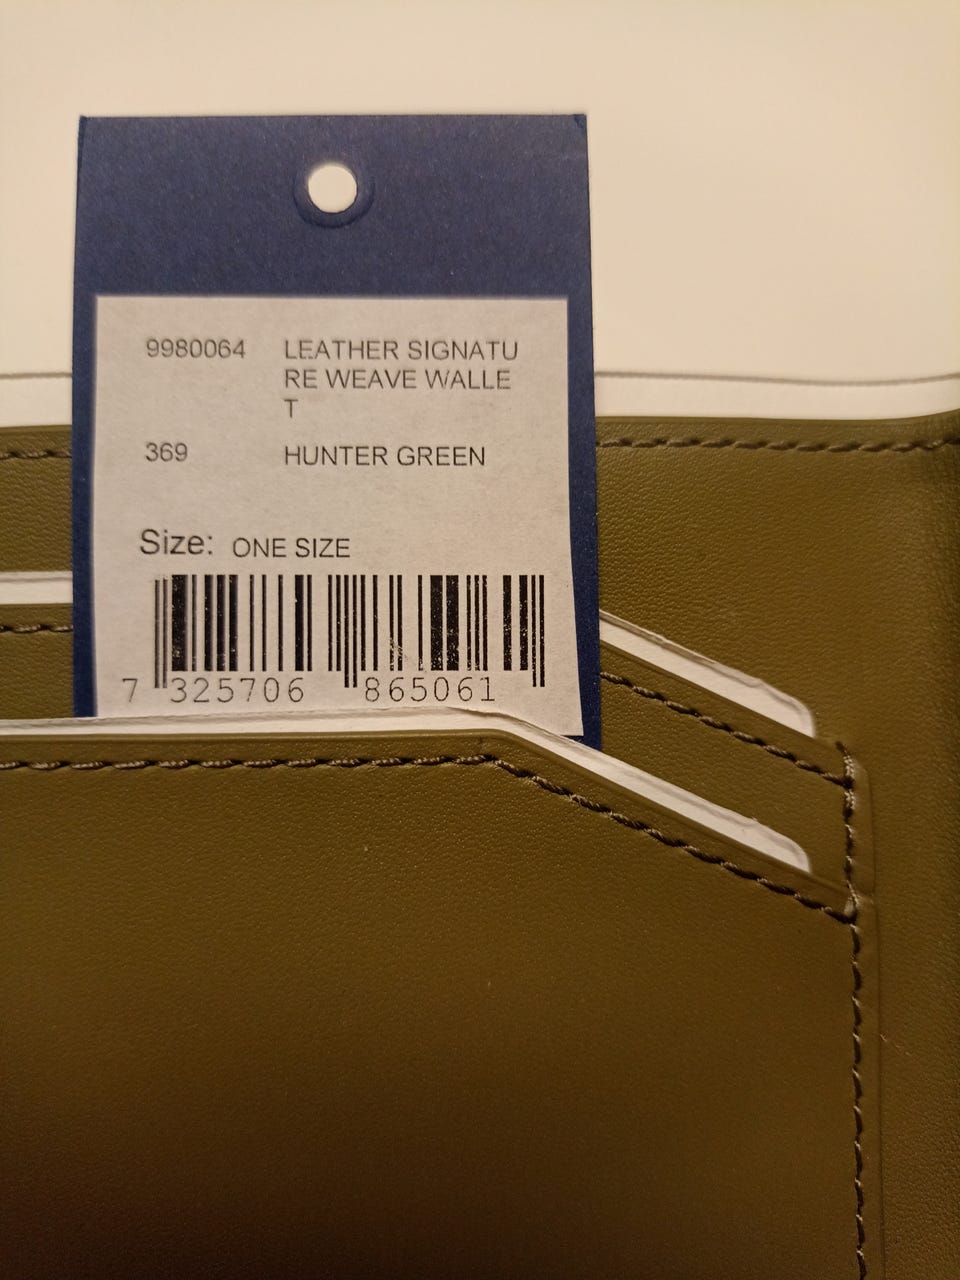 9980064 LEATHER SIGNATU
RE WEAVE WALLE
T
369 HUNTER GREEN
Size: ONE SIZE
7 325706 865061